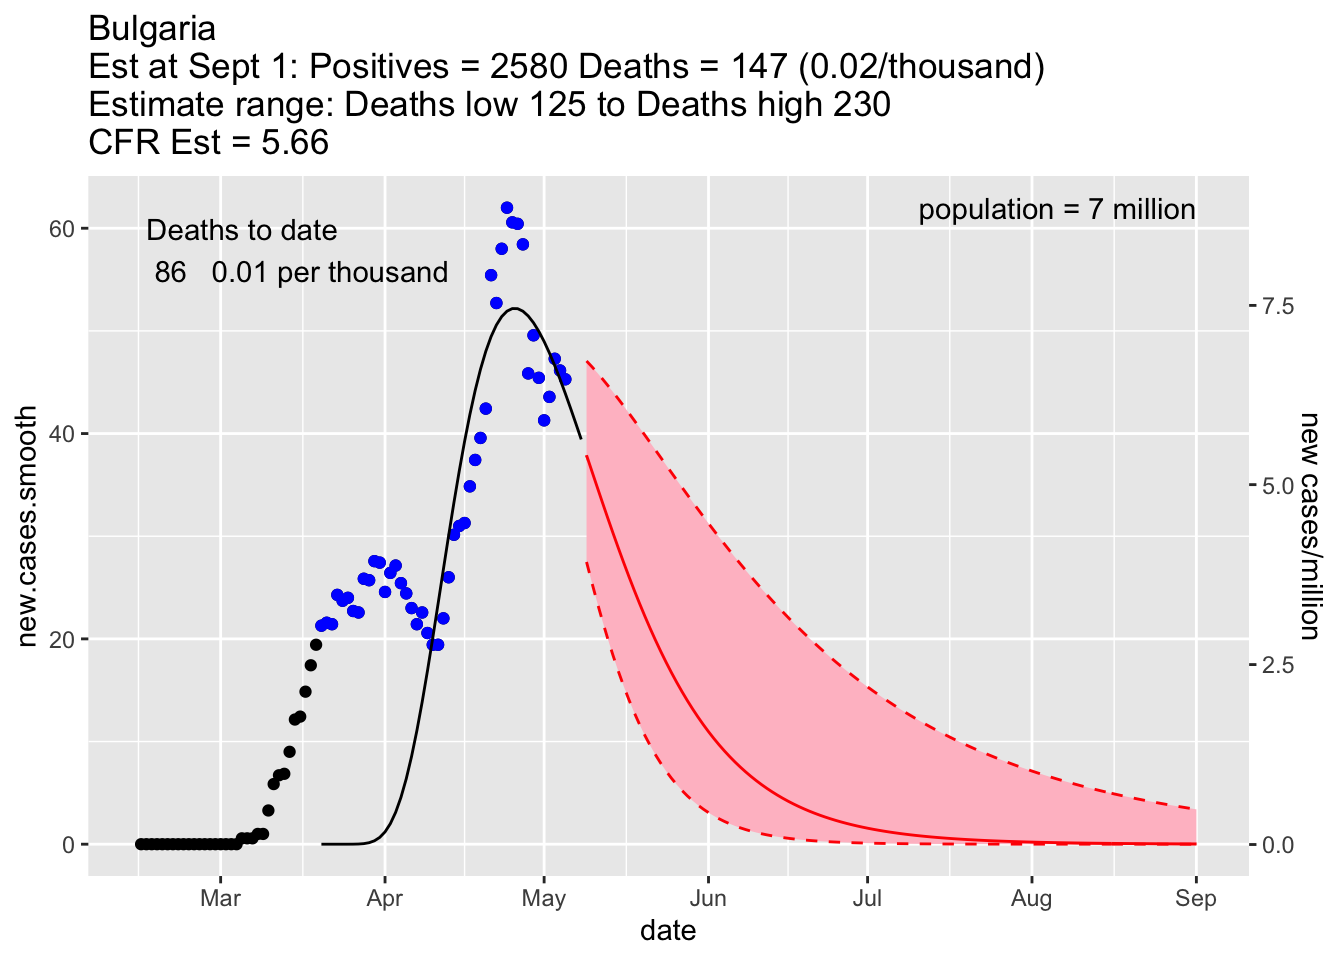 Bulgaria
Est at Sept 1: Positives = 2580 Deaths = 147 (0.02/thousand)
Estimate range: Deaths low 125 to Deaths high 230
CFR Est = 5.66
population = 7 million
Deaths to date
86 0.01 per thousand
60
40
20
0
new.cases.smooth
7.5
5.0
2.5
0.0
new cases/million
Mar Apr May Jun Jul Aug Sep
date